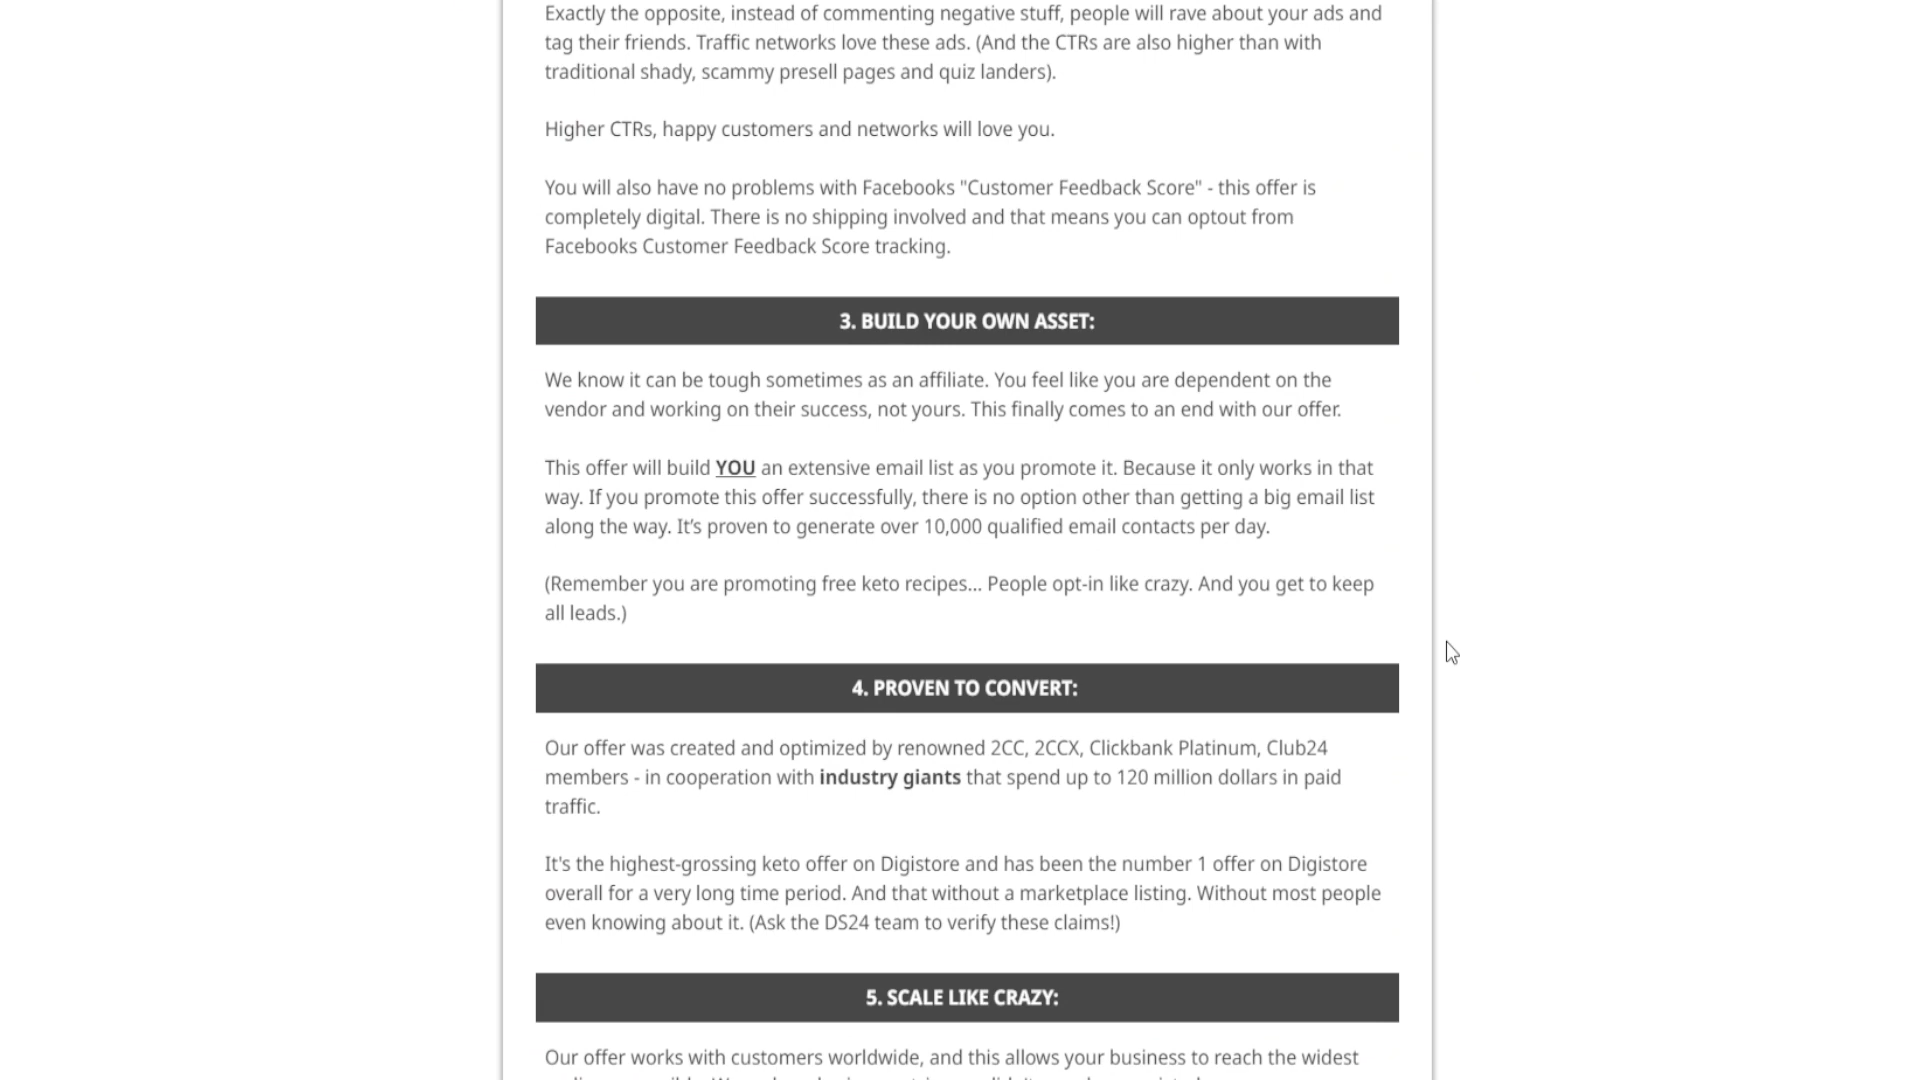 Exactly the opposite, instead of commenting negative stuff, people will rave about your ads and
tag their friends. Traffic networks love these ads. (And the CTRs are also higher than with
traditional shady, scammy presell pages and quiz landers).
Higher CTRs, happy customers and networks will love you.
You will also have no problems with Facebooks "Customer Feedback Score" - this offer is
completely digital. There is no shipping involved and that means you can optout from
Facebooks Customer Feedback Score tracking.
3. BUILD YOUR OWN ASSET:
We know it can be tough sometimes as an affiliate. You feel like you are dependent on the
vendor and working on their success, not yours. This finally comes to an end with our offer.
This offer will build YOU an extensive email list as you promote it. Because it only works in that
way. If you promote this offer successfully, there is no option other than getting a big email list
along the way. It’s proven to generate over 10,000 qualified email contacts per day.
(Remember you are promoting free keto recipes... People opt-in like crazy. And you get to keep
all leads.)
4. PROVEN TO CONVERT:
Our offer was created and optimized by renowned 2CC, 2CCX, Clickbank Platinum, Club24
members - in cooperation with industry giants that spend up to 120 million dollars in paid
traffic.
It's the highest-grossing keto offer on Digistore and has been the number 1 offer on Digistore
overall for a very long time period. And that without a marketplace listing. Without most people
even knowing about it. (Ask the DS24 team to verify these claims!)
5. SCALE LIKE CRAZY:
Our offer works with customers worldwide, and this allows your business to reach the widest